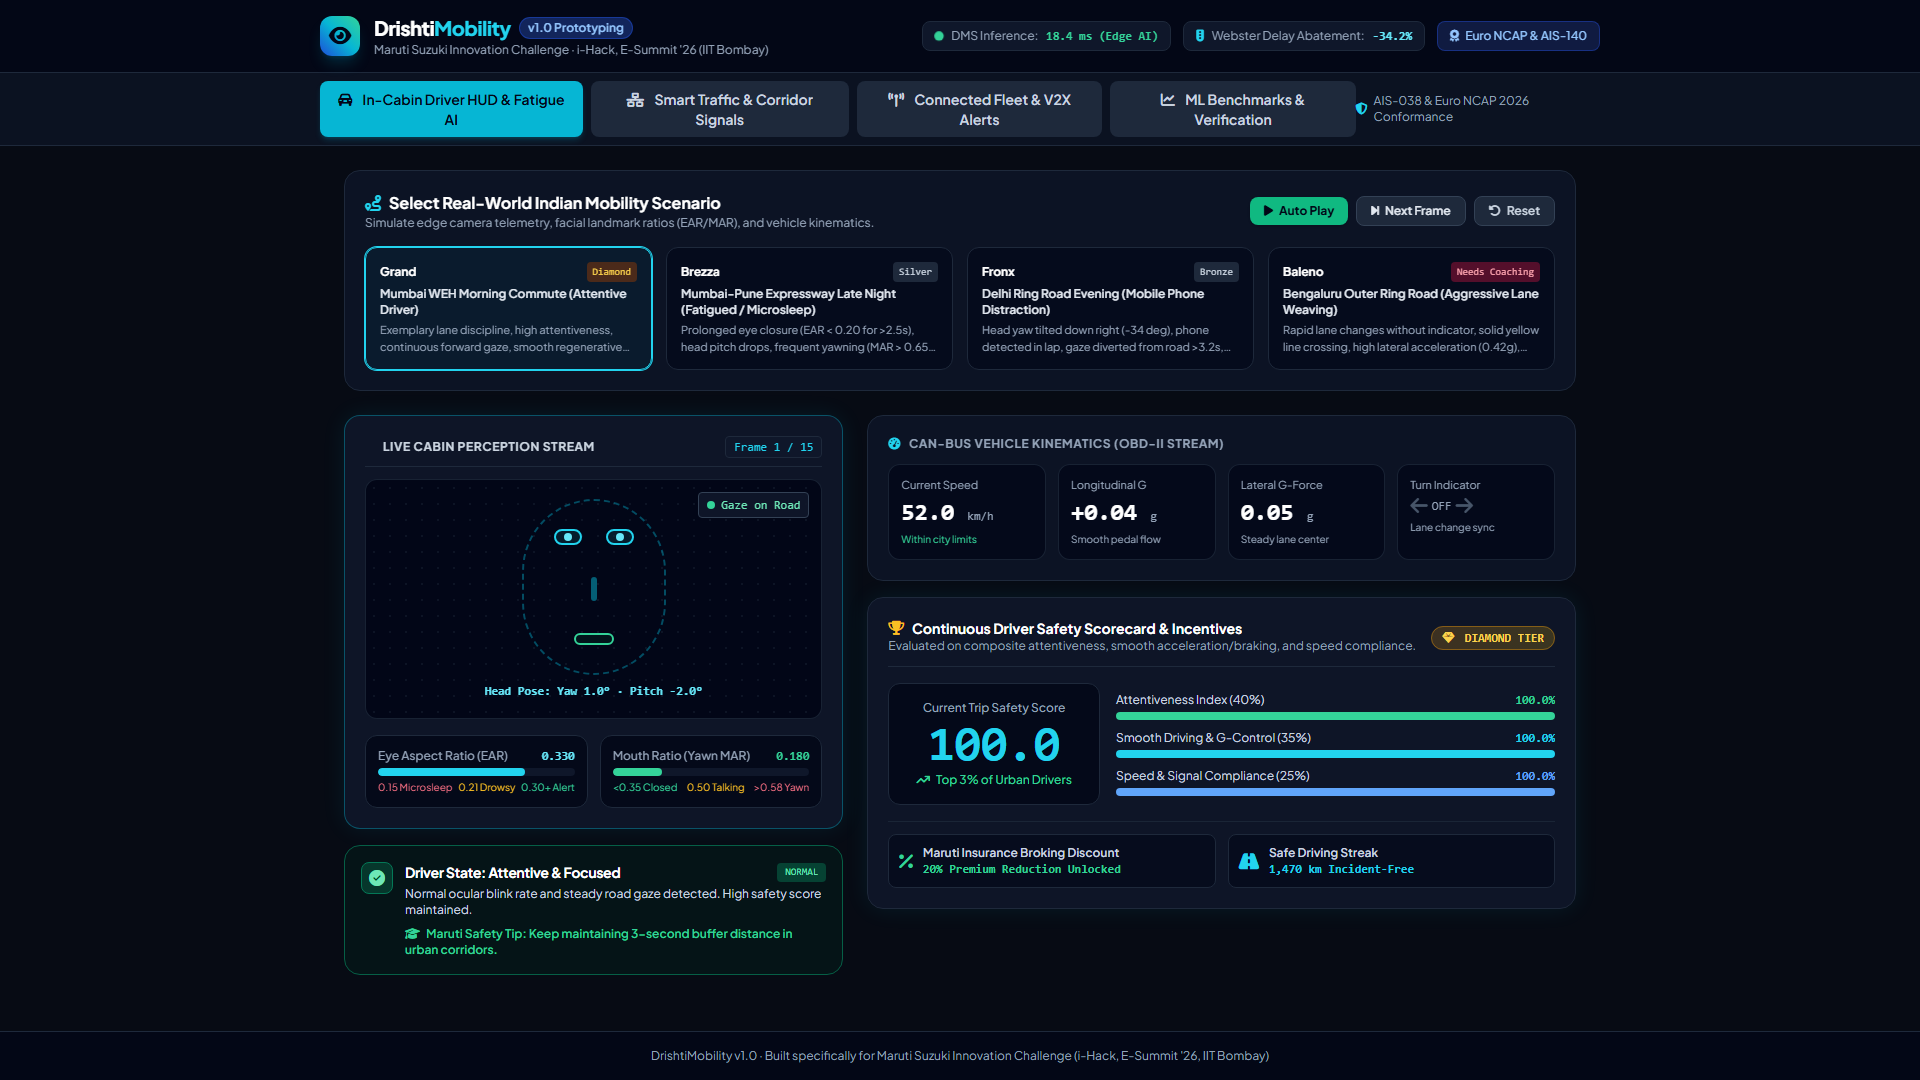 DrishtiMobility v1.0 Prototyping
Maruti Suzuki Innovation Challenge · i-Hack, E-Summit '26 (IIT Bombay)
DMS Inference: 18.4 ms (Edge AI)
Webster Delay Abatement: -34.2%
Euro NCAP & AIS-140
In-Cabin Driver HUD & Fatigue
AI
Smart Traffic & Corridor
Signals
Connected Fleet & V2X
Alerts
ML Benchmarks &
Verification
AIS-038 & Euro NCAP 2026
Conformance
Select Real-World Indian Mobility Scenario
Simulate edge camera telemetry, facial landmark ratios (EAR/MAR), and vehicle kinematics.
Auto Play
Next Frame
Reset
Grand
Diamond
Mumbai WEH Morning Commute (Attentive
Driver)
Exemplary lane discipline, high attentiveness,
continuous forward gaze, smooth regenerative...
Brezza
Silver
Mumbai-Pune Expressway Late Night
(Fatigued / Microsleep)
Prolonged eye closure (EAR < 0.20 for >2.5s),
head pitch drops, frequent yawning (MAR > 0.65...
Fronx
Bronze
Delhi Ring Road Evening (Mobile Phone
Distraction)
Head yaw tilted down right (-34 deg), phone
detected in lap, gaze diverted from road >3.2s,...
Baleno
Needs Coaching
Bengaluru Outer Ring Road (Aggressive Lane
Weaving)
Rapid lane changes without indicator, solid yellow
line crossing, high lateral acceleration (0.42g),...
LIVE CABIN PERCEPTION STREAM
Frame 1 / 15
Gaze on Road
Head Pose: Yaw 1.0° · Pitch -2.0°
Eye Aspect Ratio (EAR) 0.330
0.15 Microsleep 0.21 Drowsy 0.30+ Alert
Mouth Ratio (Yawn MAR) 0.180
<0.35 Closed 0.50 Talking >0.58 Yawn
Driver State: Attentive & Focused
NORMAL
Normal ocular blink rate and steady road gaze detected. High safety score
maintained.
Maruti Safety Tip: Keep maintaining 3-second buffer distance in
urban corridors.
CAN-BUS VEHICLE KINEMATICS (OBD-II STREAM)
Current Speed
52.0 km/h
Within city limits
Longitudinal G
+0.04 g
Smooth pedal flow
Lateral G-Force
0.05 g
Steady lane center
Turn Indicator
OFF
Lane change sync
Continuous Driver Safety Scorecard & Incentives
Evaluated on composite attentiveness, smooth acceleration/braking, and speed compliance.
DIAMOND TIER
Current Trip Safety Score
100.0
Top 3% of Urban Drivers
Attentiveness Index (40%) 100.0%
Smooth Driving & G-Control (35%) 100.0%
Speed & Signal Compliance (25%) 100.0%
Maruti Insurance Broking Discount
20% Premium Reduction Unlocked
Safe Driving Streak
1,470 km Incident-Free
DrishtiMobility v1.0 · Built specifically for Maruti Suzuki Innovation Challenge (i-Hack, E-Summit '26, IIT Bombay)